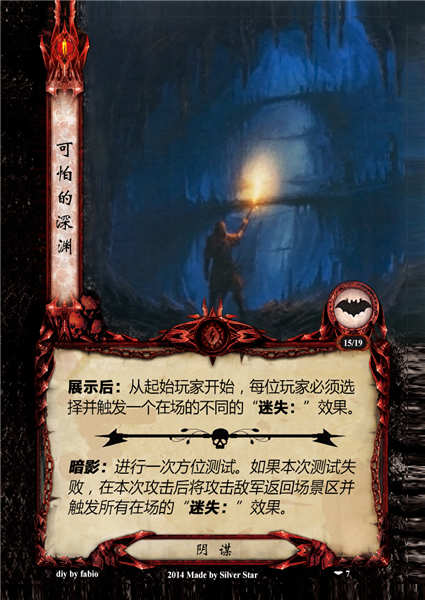 可怕的深渊
15/19
展示后：从起始玩家开始，每位玩家必须选
择并触发一个在场的不同的“迷失：”效果。
暗影：进行一次方位测试。如果本次测试失
败，在本次攻击后将攻击敌军返回场景区并
触发所有在场的“迷失：”效果。
阴谋
diy by fabio
2014 Made by Silver Star
7